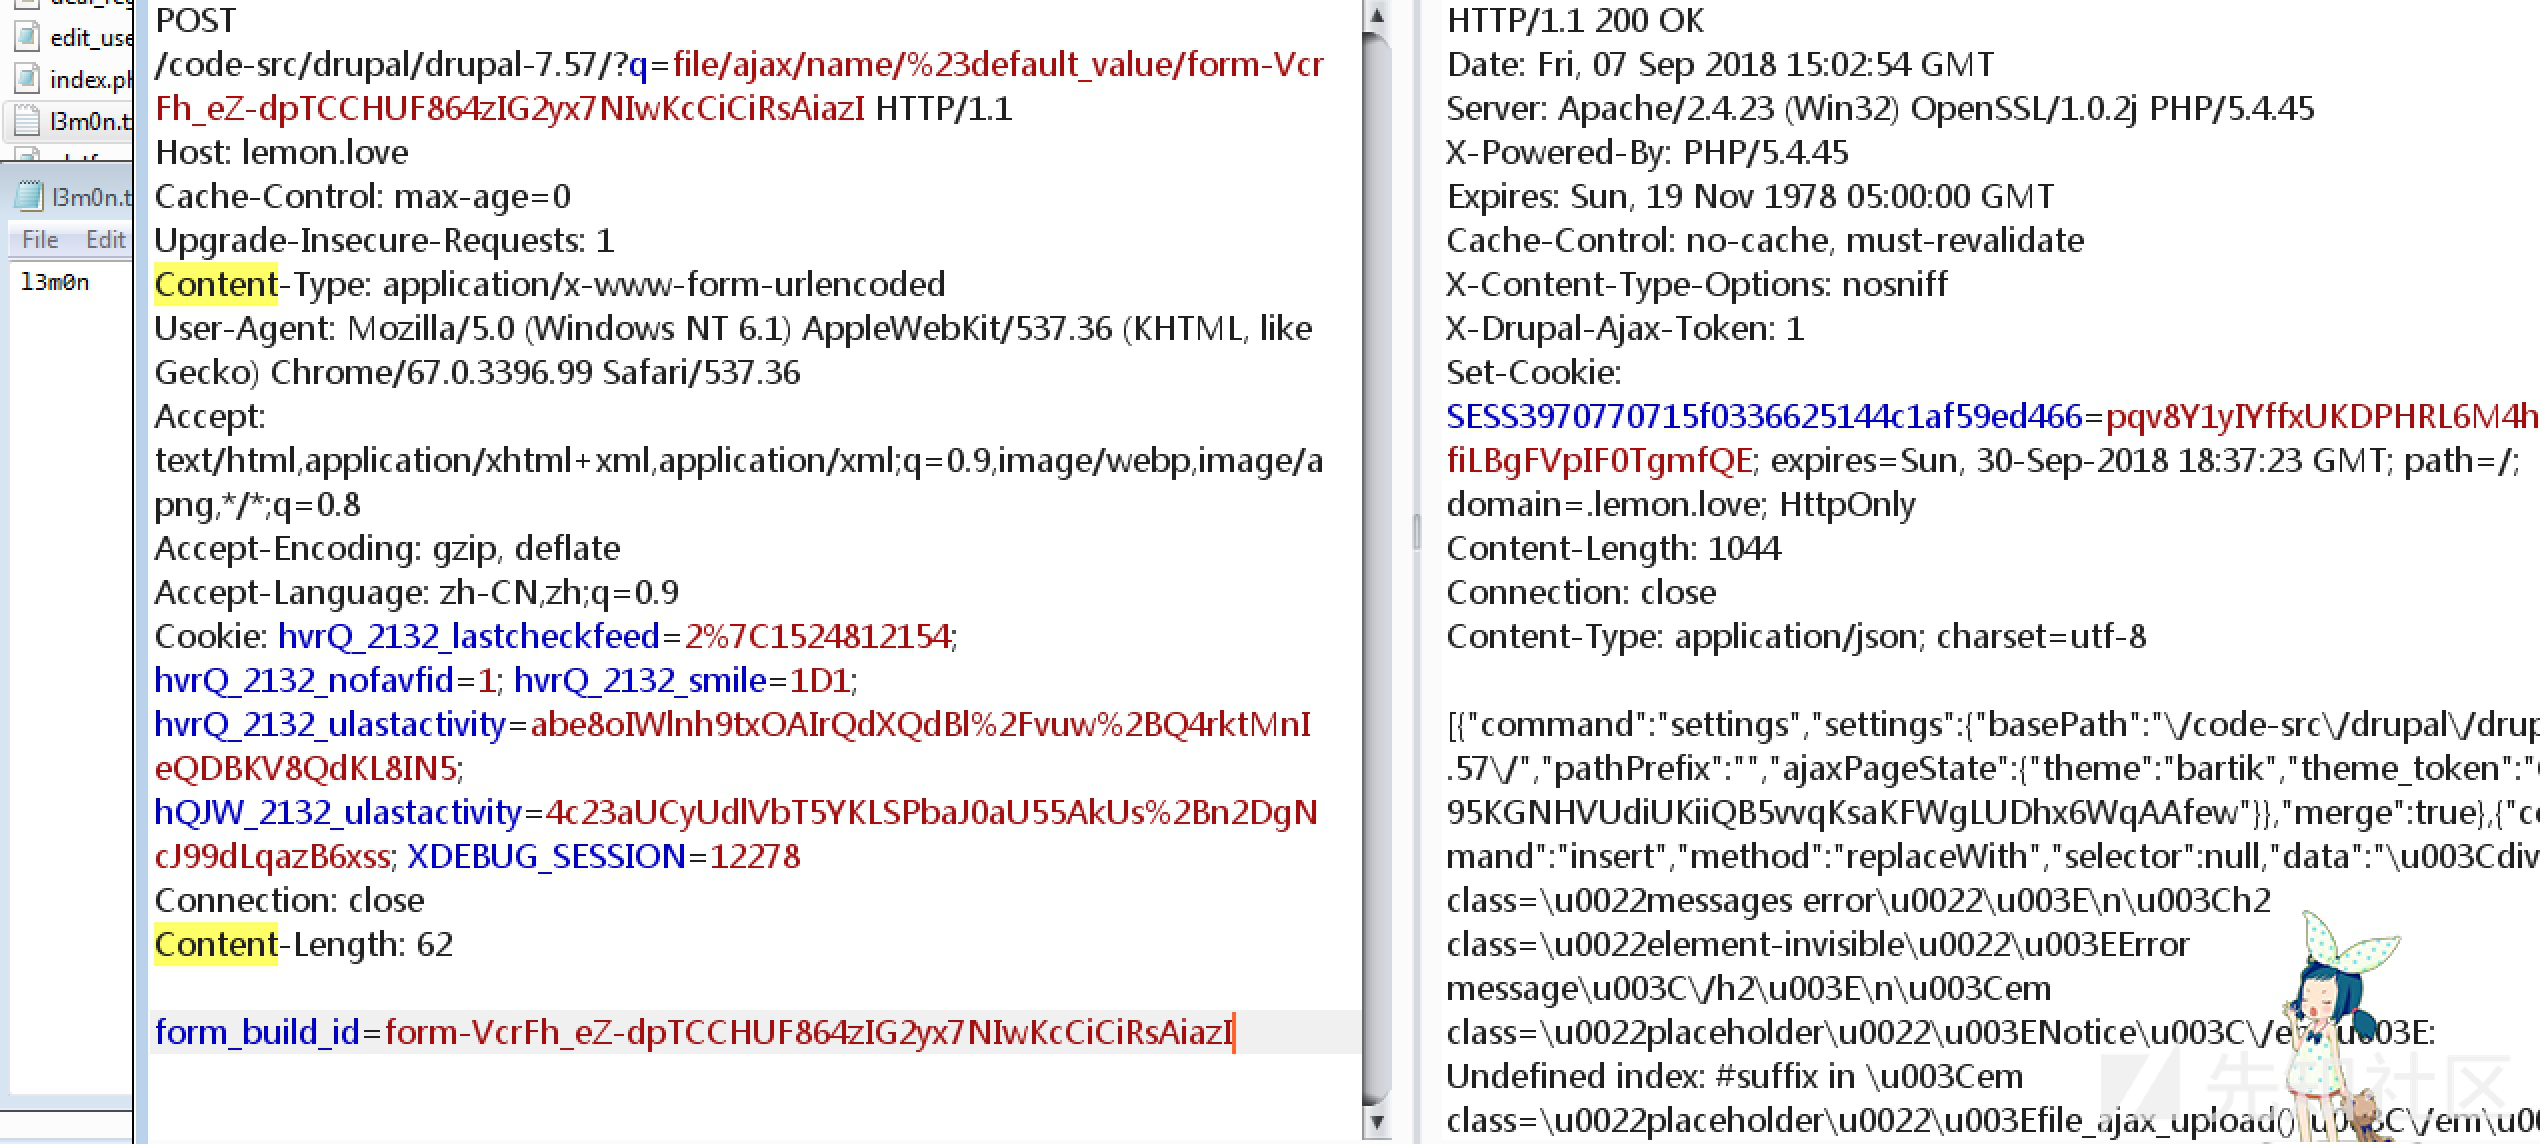 edit_use
index.ph
l3m0n.t
l3m0n.t
File Edit
l3m0n
POST
/code-src/drupal/drupal-7.57/?q=file/ajax/name/%23default_value/form-Vcr
Fh_eZ-dpTCCHUF864zIG2yx7NIwKcCiCiRsAiazI HTTP/1.1
Host: lemon.love
Cache-Control: max-age=0
Upgrade-Insecure-Requests: 1
Content-Type: application/x-www-form-urlencoded
User-Agent: Mozilla/5.0 (Windows NT 6.1) AppleWebKit/537.36 (KHTML, like
Gecko) Chrome/67.0.3396.99 Safari/537.36
Accept:
text/html,application/xhtml+xml,application/xml;q=0.9,image/webp,image/a
png,*/*;q=0.8
Accept-Encoding: gzip, deflate
Accept-Language: zh-CN,zh;q=0.9
Cookie: hvrQ_2132_lastcheckfeed=2%7C1524812154;
hvrQ_2132_nofavfid=1; hvrQ_2132_smile=1D1;
hvrQ_2132_ulastactivity=abe8oIWlnh9txOAIrQdXQdBl%2Fvuw%2BQ4rktMnI
eQDBKV8QdKL8IN5;
hQJW_2132_ulastactivity=4c23aUCyUdlVbT5YKLSPbaJ0aU55AkUs%2Bn2DgN
cJ99dLqazB6xss; XDEBUG_SESSION=12278
Connection: close
Content-Length: 62
form_build_id=form-VcrFh_eZ-dpTCCHUF864zIG2yx7NIwKcCiCiRsAiazI
HTTP/1.1 200 OK
Date: Fri, 07 Sep 2018 15:02:54 GMT
Server: Apache/2.4.23 (Win32) OpenSSL/1.0.2j PHP/5.4.45
X-Powered-By: PHP/5.4.45
Expires: Sun, 19 Nov 1978 05:00:00 GMT
Cache-Control: no-cache, must-revalidate
X-Content-Type-Options: nosniff
X-Drupal-Ajax-Token: 1
Set-Cookie:
SESS3970770715f0336625144c1af59ed466=pqv8Y1yIYffxUKDPHRL6M4h
fiLBgFVpIF0TgmfQE; expires=Sun, 30-Sep-2018 18:37:23 GMT; path=/;
domain=.lemon.love; HttpOnly
Content-Length: 1044
Connection: close
Content-Type: application/json; charset=utf-8
[{"command":"settings","settings":{"basePath":"\/code-src\/drupal\/drup
.57\/","pathPrefix":"","ajaxPageState":{"theme":"bartik","theme_token":"
95KGNHVUdiUKiiQB5vvqKsaKFWgLUDhx6WqAAfew"}},"merge":true},{"co
mand":"insert","method":"replaceWith","selector":null,"data":"\u003Cdiv
class=\u0022messages error\u0022\u003E\n\u003Ch2
class=\u0022element-invisible\u0022\u003EError
message\u003C\/h2\u003E\n\u003Cem
class=\u0022placeholder\u0022\u003ENotice\u003C\/e u003E:
Undefined index: #suffix in \u003Cem
class=\u0022placeholder\u0022\u003Efile_ajax_upload() u003C\/em\u00
先知社区